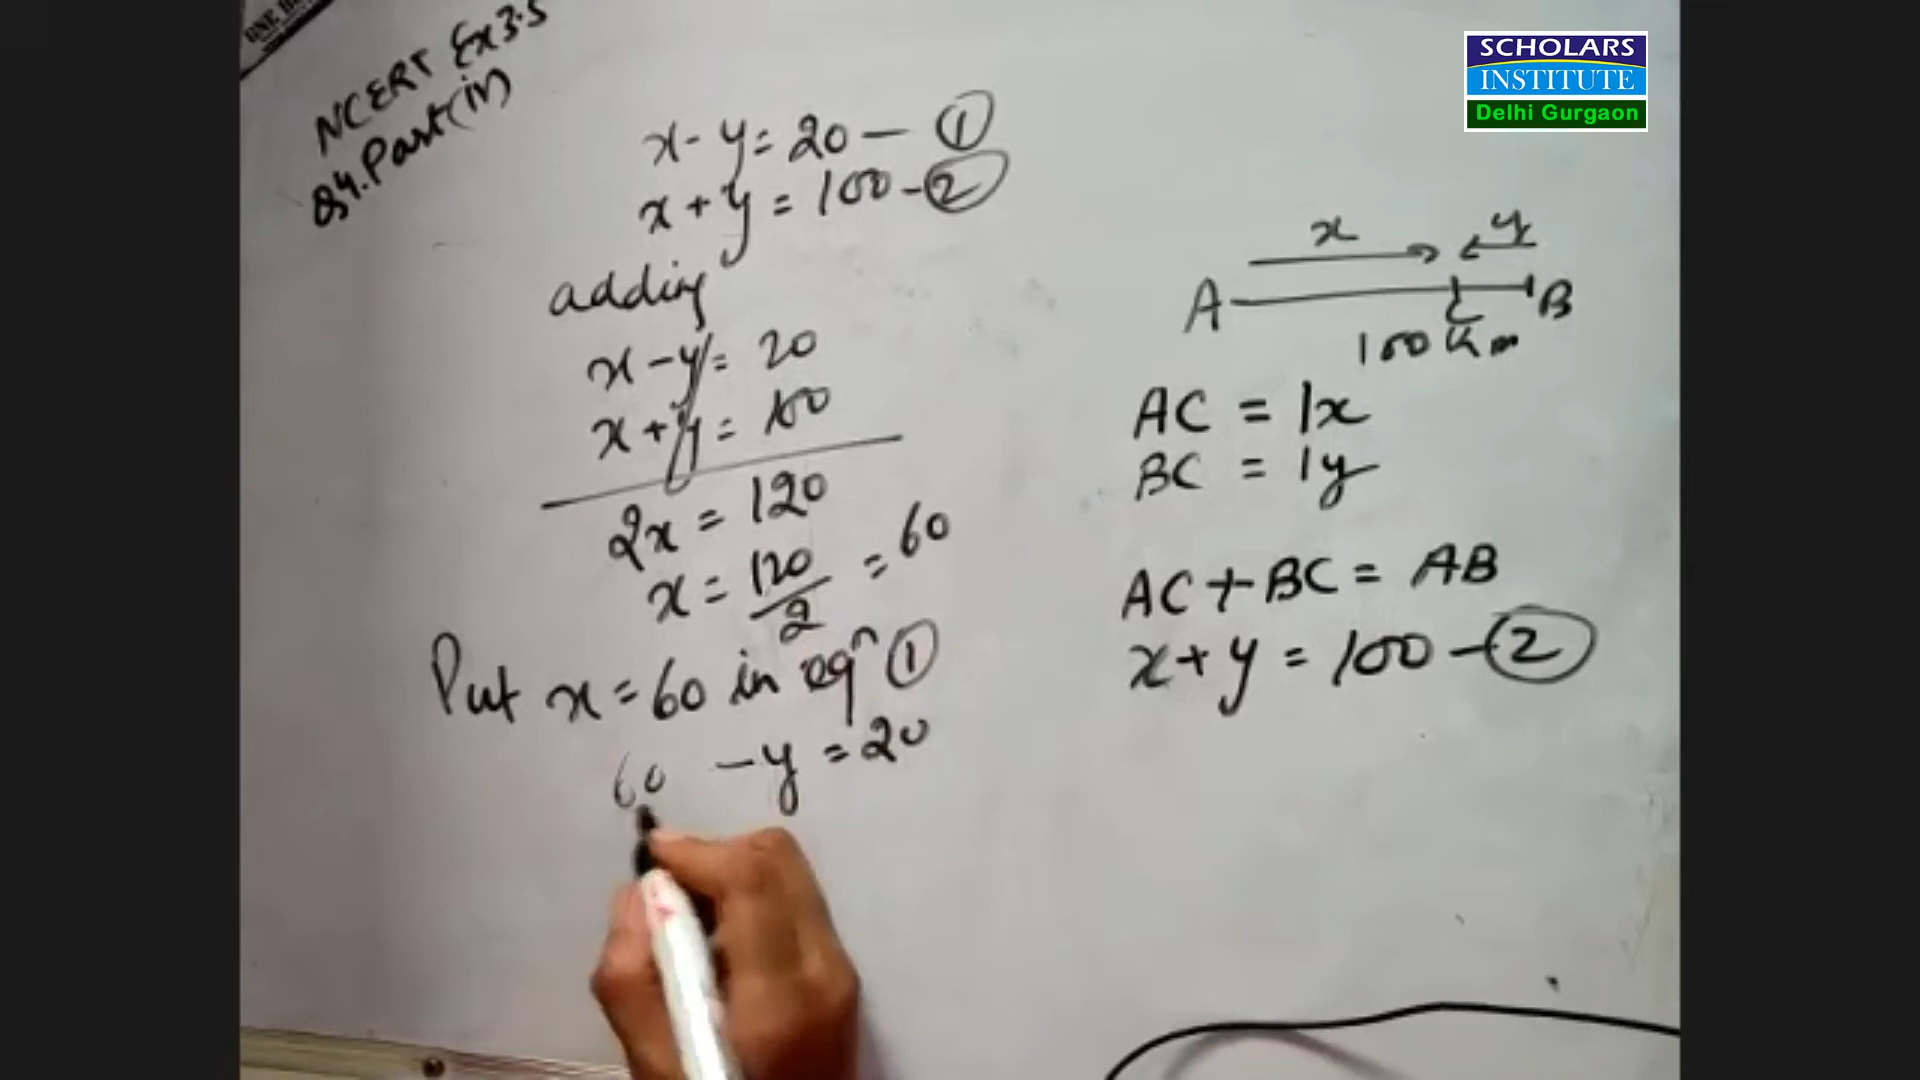 NCERT Ex 3.5
Q4. Part (iv)
x - y = 20 — ①
x + y = 100 - ②
adding
x - y = 20
x + y = 100
2x = 120
x = 120/2 = 60
Put x = 60 in eqⁿ ①
60 - y = 20
x y
A C B
100 Km
AC = 1x
BC = 1y
AC + BC = AB
x + y = 100 - ②
SCHOLARS
INSTITUTE
Delhi Gurgaon